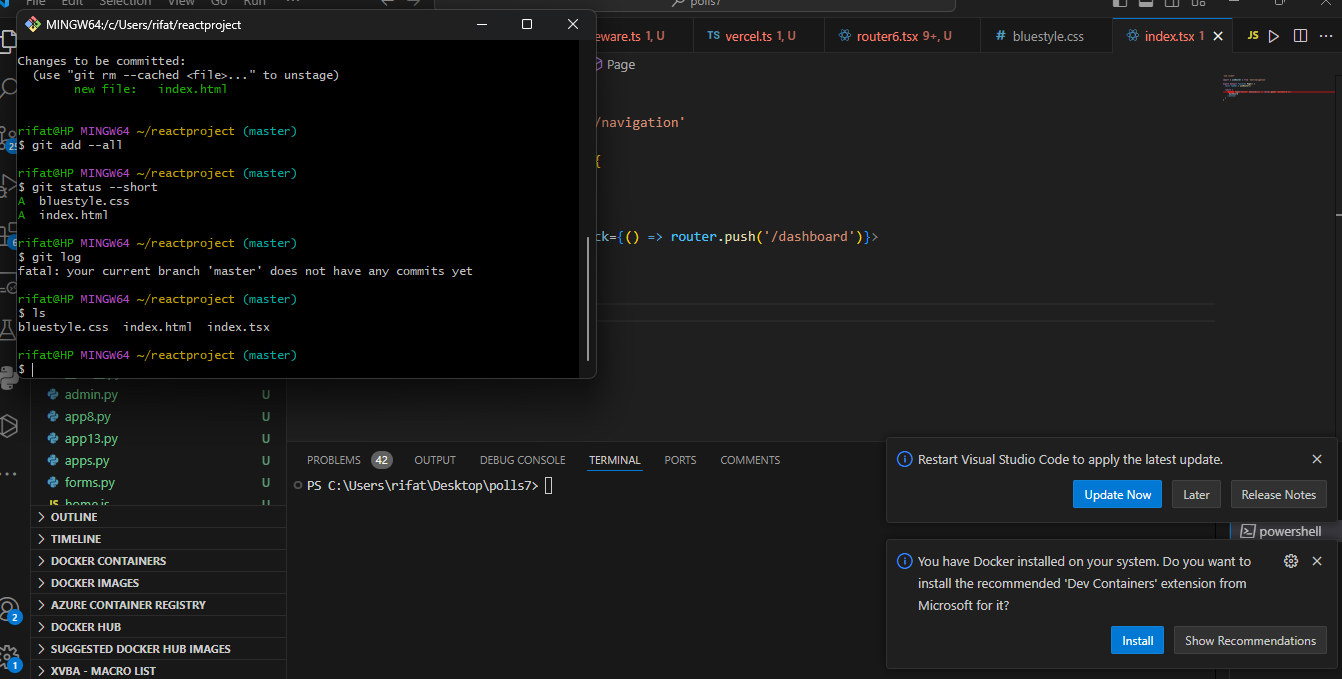 File Edit Selection View Go Run ...
polls7
MINGW64:/c/Users/rifat/reactproject
eware.ts 1, U
TS vercel.ts 1, U
router6.tsx 9+, U
# bluestyle.css
index.tsx 1
JS
Page
Changes to be committed:
(use "git rm --cached <file>..." to unstage)
new file: index.html
rifat@HP MINGW64 ~/reactproject (master)
$ git add --all
rifat@HP MINGW64 ~/reactproject (master)
$ git status --short
A bluestyle.css
A index.html
rifat@HP MINGW64 ~/reactproject (master)
$ git log
fatal: your current branch 'master' does not have any commits yet
rifat@HP MINGW64 ~/reactproject (master)
$ ls
bluestyle.css index.html index.tsx
rifat@HP MINGW64 ~/reactproject (master)
$
/navigation'
{
ck={() => router.push('/dashboard')}>
admin.py U
app8.py U
app13.py U
apps.py U
forms.py U
JS home.js U
OUTLINE
TIMELINE
DOCKER CONTAINERS
DOCKER IMAGES
AZURE CONTAINER REGISTRY
DOCKER HUB
SUGGESTED DOCKER HUB IMAGES
XVBA - MACRO LIST
2
1
PROBLEMS 42 OUTPUT DEBUG CONSOLE TERMINAL PORTS COMMENTS
PS C:\Users\rifat\Desktop\polls7>
powershell
Restart Visual Studio Code to apply the latest update.
Update Now Later Release Notes
You have Docker installed on your system. Do you want to
install the recommended 'Dev Containers' extension from
Microsoft for it?
Install Show Recommendations